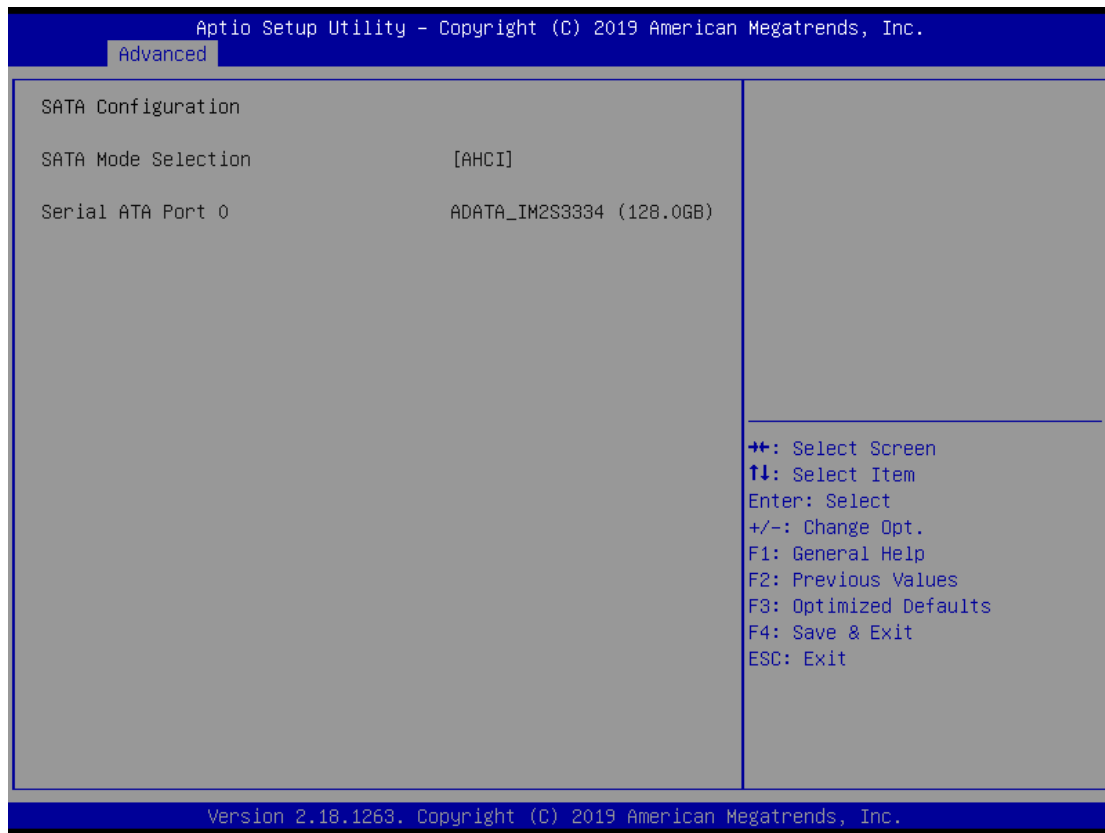 Aptio Setup Utility – Copyright (C) 2019 American Megatrends, Inc.
Advanced
SATA Configuration
SATA Mode Selection [AHCI]
Serial ATA Port 0 ADATA_IM2S3334 (128.0GB)
→←: Select Screen
↑↓: Select Item
Enter: Select
+/-: Change Opt.
F1: General Help
F2: Previous Values
F3: Optimized Defaults
F4: Save & Exit
ESC: Exit
Version 2.18.1263. Copyright (C) 2019 American Megatrends, Inc.